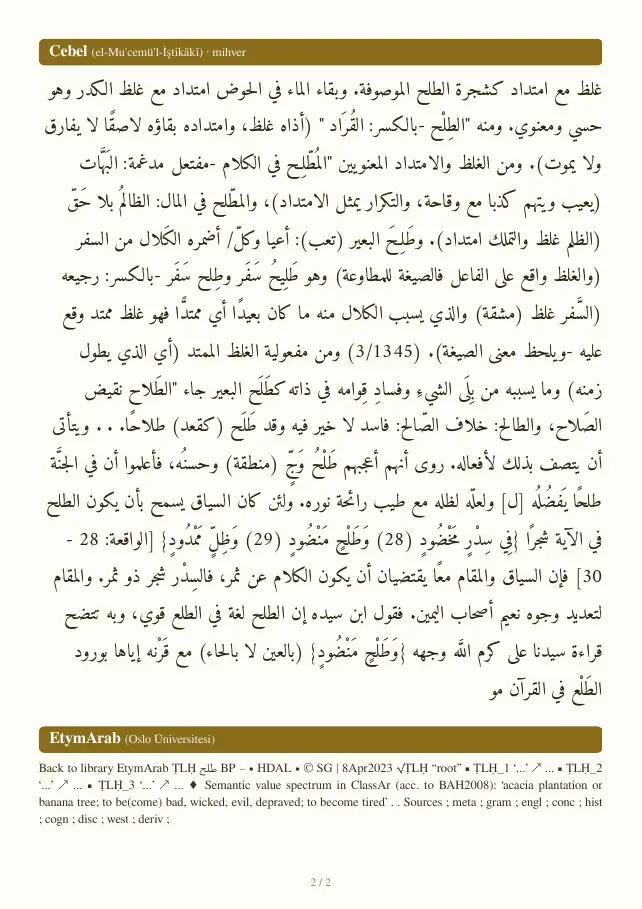 Cebel (el-Mu'cemü'l-İştikâkî) · mihver
غلظ مع امتداد كشجرة الطلح الموصوفة. وبقاء الماء في الحوض امتداد مع غلظ الكدر وهو
حسي ومعنوي. ومنه "الطِلْح -بالكسر: القُرَاد " (أذاه غلظ، وامتداده بقاؤه لاصقًا لا يفارق
ولا يموت). ومن الغلظ والامتداد المعنويين "المُطَّلِح في الكلام -مفتعل مدغمة: البَهَّات
(يعيب ويتهم كذبا مع وقاحة، والتكرار يمثل الامتداد)، والمطّلح في المال: الظالمُ بلا حَقّ
(الظلم غلظ والتملك امتداد). وطَلِحَ البعير (تعب): أعيا وكلّ/ أضمره الكَلال من السفر
(والغلظ واقع على الفاعل فالصيغة للمطاوعة) وهو طَلِيحُ سَفَر وطِلح سَفَر -بالكسر: رجيعه
(السَّفر غلظ (مشقة) والذي يسبب الكلال منه ما كان بعيدًا أي ممتدًّا فهو غلظ ممتد وقع
عليه -ويلحظ معنى الصيغة). (3/1345) ومن مفعولية الغلظ الممتد (أي الذي يطول
زمنه) وما يسببه من بِلَى الشيءِ وفسادِ قِوامه في ذاته كطَلَح البعير جاء "الطَلاح نقيض
الصَلاح، والطالح: خلاف الصّالح: فاسد لا خير فيه وقد طَلَح (كقعد) طلاحًا. . . ويتأتى
أن يتصف بذلك لأفعاله. روى أنهم أعجبهم طَلْحُ وَجّ (منطقة) وحسنُه، فأعلموا أن في الجنَّة
طلحًا يَفضُلُه [ل] ولعلّه لظله مع طيب رائحة نوره. ولئن كان السياق يسمح بأن يكون الطلح
في الآية شجرًا {فِي سِدْرٍ مَخْضُودٍ (28) وَطَلْحٍ مَنْضُودٍ (29) وَظِلٍّ مَمْدُودٍ} [الواقعة: 28 -
30] فإن السياق والمقام معًا يقتضيان أن يكون الكلام عن ثمر، فالسِدْر شجر ذو ثمر. والمقام
لتعديد وجوه نعيم أصحاب اليمين. فقول ابن سيده إن الطلح لغة في الطلع قوي، وبه تتضح
قراءة سيدنا على كرم اللَّه وجهه {وَطَلْحٍ مَنْضُودٍ} (بالعين لا بالحاء) مع قَرْنه إياها بورود
الطَلْع في القرآن مو
EtymArab (Oslo Üniversitesi)
Back to library EtymArab ṬLḤ طلح BP – • HDAL • © SG | 8Apr2023 √ṬLḤ “root” ▪ ṬLḤ_1 ‘...’ ↗ ... ▪ ṬLḤ_2
‘...’ ↗ ... ▪ ṬLḤ_3 ‘...’ ↗ ... ♦ Semantic value spectrum in ClassAr (acc. to BAH2008): ‘acacia plantation or
banana tree; to be(come) bad, wicked, evil, depraved; to become tired’ . . Sources ; meta ; gram ; engl ; conc ; hist
; cogn ; disc ; west ; deriv ;
2 / 2